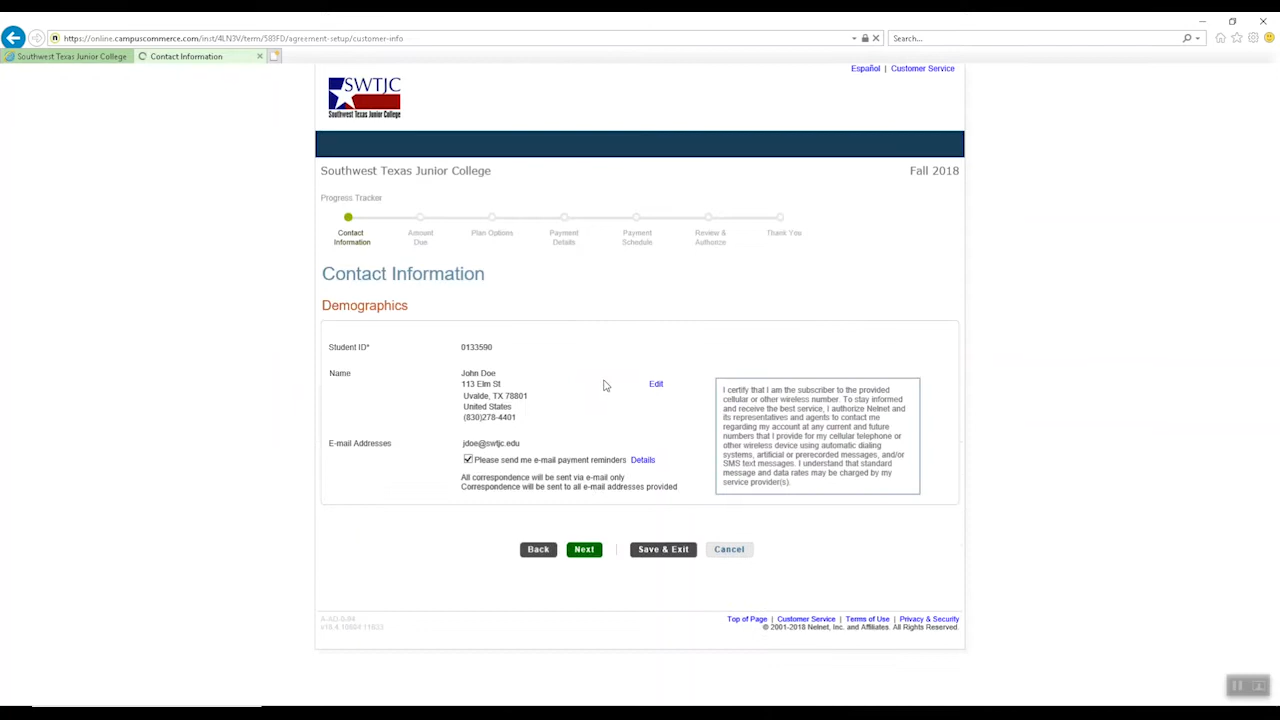 https://online.campuscommerce.com/inst/4LN3V/term/583FD/agreement-setup/customer-info
Search...
Southwest Texas Junior College
Contact Information
Español | Customer Service
SWTJC
Southwest Texas Junior College
Southwest Texas Junior College
Fall 2018
Progress Tracker
Contact Information
Amount Due
Plan Options
Payment Details
Payment Schedule
Review & Authorize
Thank You
Contact Information
Demographics
Student ID*
0133590
Name
John Doe
113 Elm St
Uvalde, TX 78801
United States
(830)278-4401
Edit
I certify that I am the subscriber to the provided
cellular or other wireless number. To stay informed
and receive the best service, I authorize Nelnet and
its representatives and agents to contact me
regarding my account at any current and future
numbers that I provide for my cellular telephone or
other wireless device using automatic dialing
systems, artificial or prerecorded messages, and/or
SMS text messages. I understand that standard
message and data rates may be charged by my
service provider(s).
E-mail Addresses
jdoe@swtjc.edu
Please send me e-mail payment reminders Details
All correspondence will be sent via e-mail only
Correspondence will be sent to all e-mail addresses provided
Back
Next
Save & Exit
Cancel
Top of Page | Customer Service | Terms of Use | Privacy & Security
© 2001-2018 Nelnet, Inc. and Affiliates. All Rights Reserved.